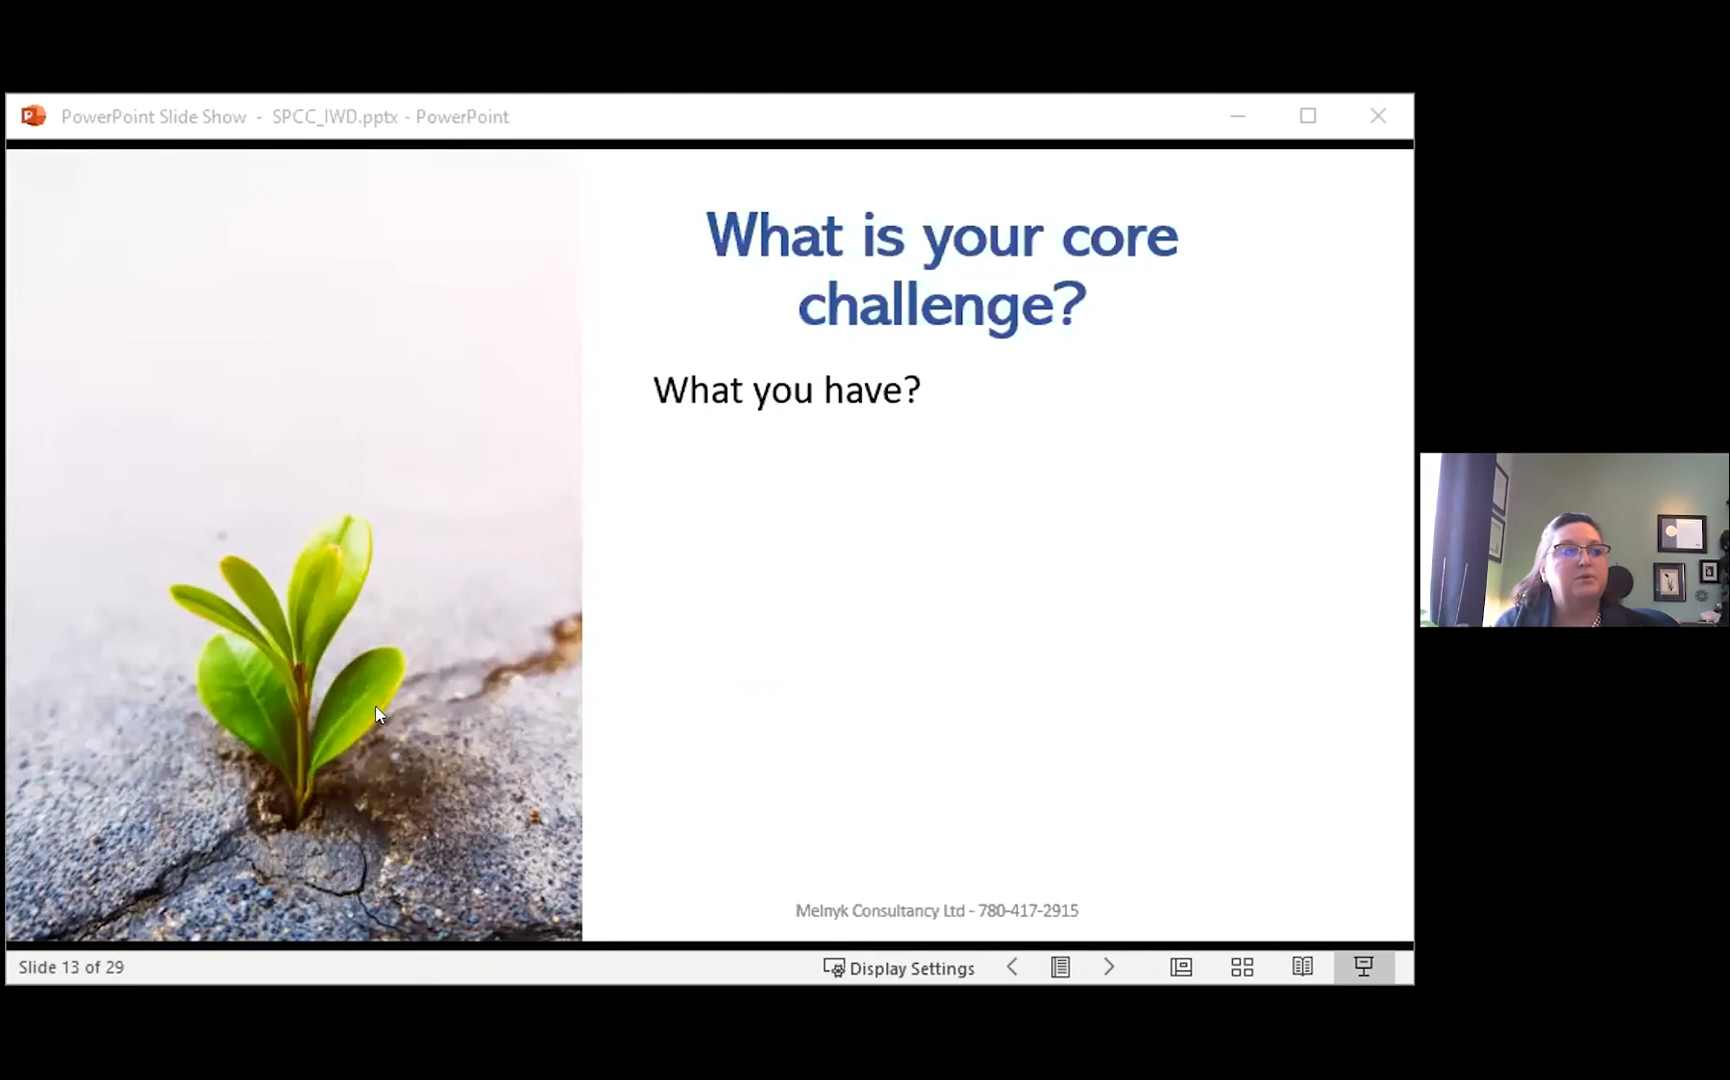 PowerPoint Slide Show - SPCC_IWD.pptx - PowerPoint
What is your core
challenge?
What you have?
Melnyk Consultancy Ltd - 780-417-2915
Slide 13 of 29
Display Settings